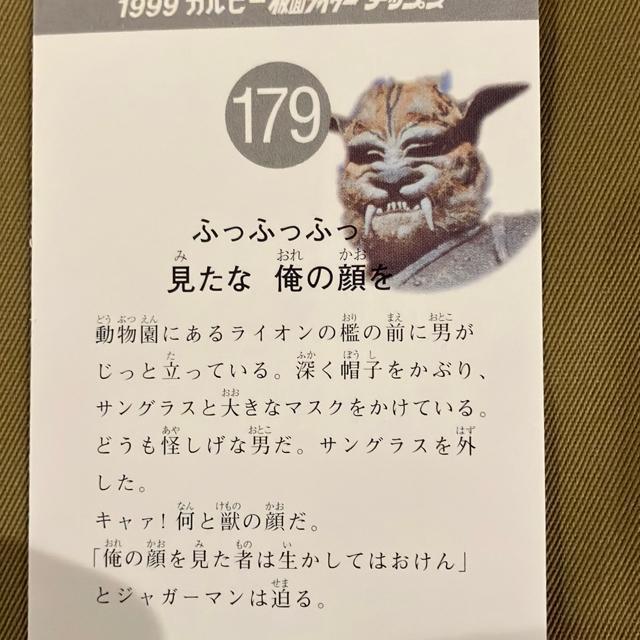 1999 カルビー 仮面ライダー チップス
179
ふっふっふっ
見たな 俺の顔を
動物園にあるライオンの檻の前に男が
じっと立っている。深く帽子をかぶり、
サングラスと大きなマスクをかけている。
どうも怪しげな男だ。サングラスを外
した。
キャァ!何と獣の顔だ。
「俺の顔を見た者は生かしてはおけん」
とジャガーマンは迫る。